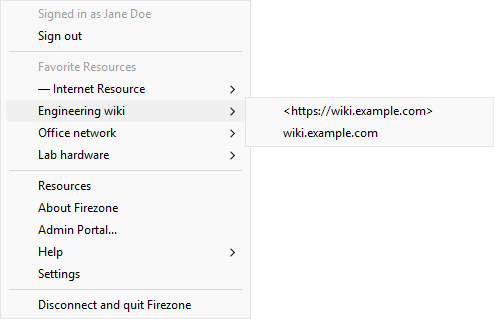 Signed in as Jane Doe
Sign out
Favorite Resources
— Internet Resource
Engineering wiki
<https://wiki.example.com>
wiki.example.com
Office network
Lab hardware
Resources
About Firezone
Admin Portal...
Help
Settings
Disconnect and quit Firezone